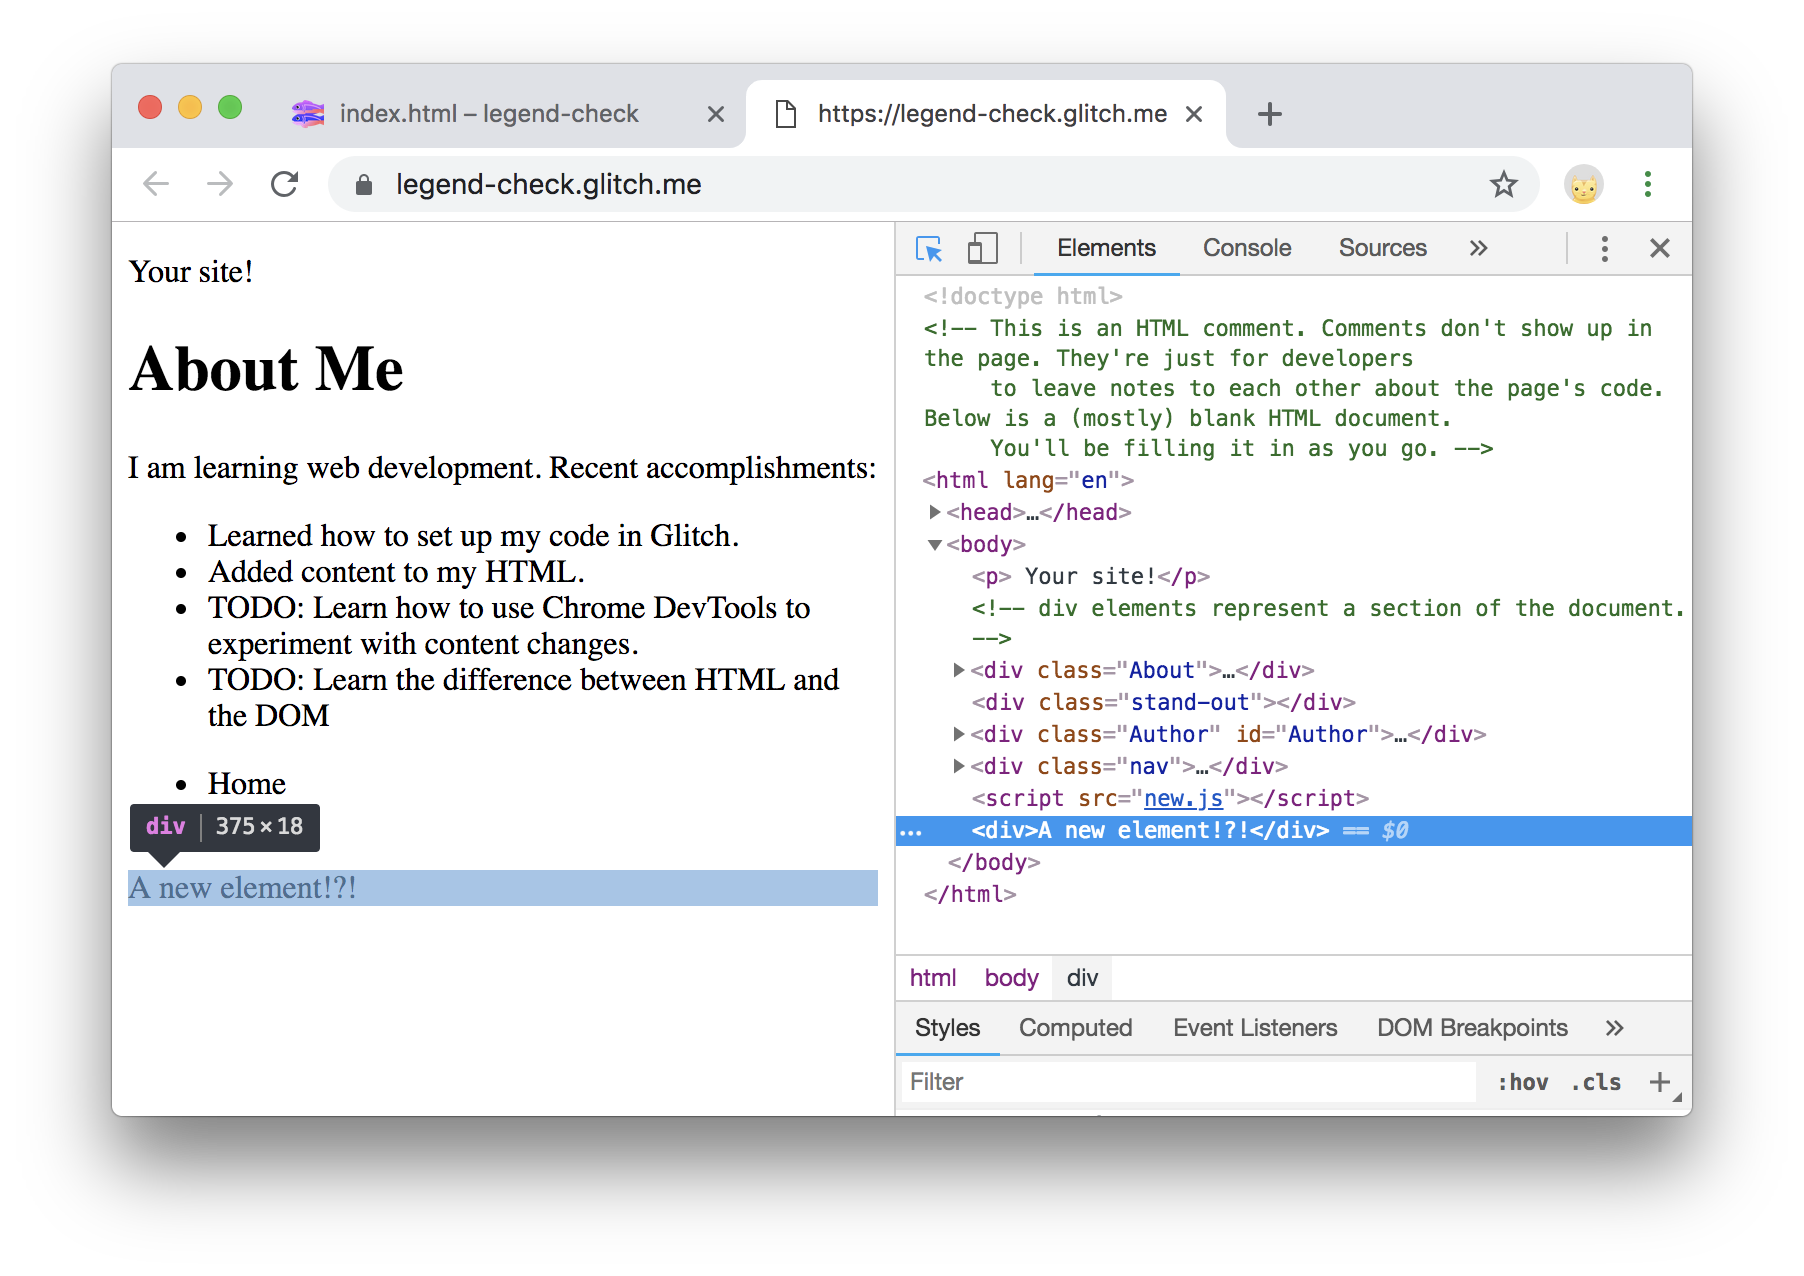 index.html – legend-check
https://legend-check.glitch.me
legend-check.glitch.me
Your site!
About Me
I am learning web development. Recent accomplishments:
• Learned how to set up my code in Glitch.
• Added content to my HTML.
• TODO: Learn how to use Chrome DevTools to
experiment with content changes.
• TODO: Learn the difference between HTML and
the DOM
• Home
div | 375 × 18
A new element!?!
Elements Console Sources »
<!doctype html>
<!-- This is an HTML comment. Comments don't show up in
the page. They're just for developers
to leave notes to each other about the page's code.
Below is a (mostly) blank HTML document.
You'll be filling it in as you go. -->
<html lang="en">
<head>…</head>
<body>
<p> Your site!</p>
<!-- div elements represent a section of the document.
-->
<div class="About">…</div>
<div class="stand-out"></div>
<div class="Author" id="Author">…</div>
<div class="nav">…</div>
<script src="new.js"></script>
… <div>A new element!?!</div> == $0
</body>
</html>
html body div
Styles Computed Event Listeners DOM Breakpoints »
Filter :hov .cls +